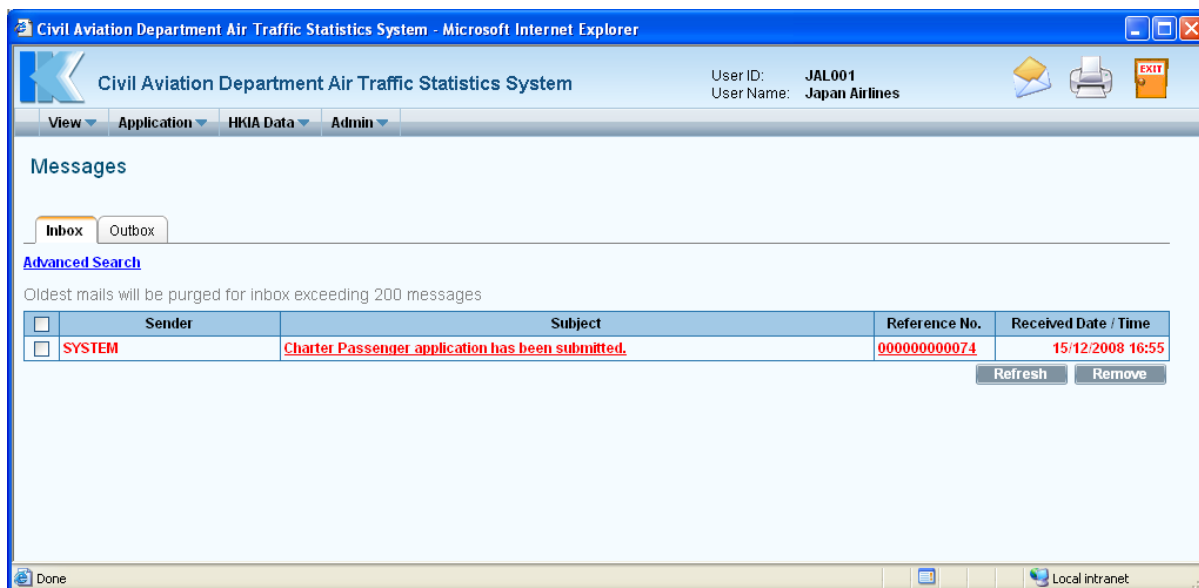 Civil Aviation Department Air Traffic Statistics System - Microsoft Internet Explorer
Civil Aviation Department Air Traffic Statistics System
User ID: JAL001
User Name: Japan Airlines
EXIT
View Application HKIA Data Admin
Messages
Inbox Outbox
Advanced Search
Oldest mails will be purged for inbox exceeding 200 messages
Sender Subject Reference No. Received Date / Time
SYSTEM Charter Passenger application has been submitted. 000000000074 15/12/2008 16:55
Refresh Remove
Done Local intranet